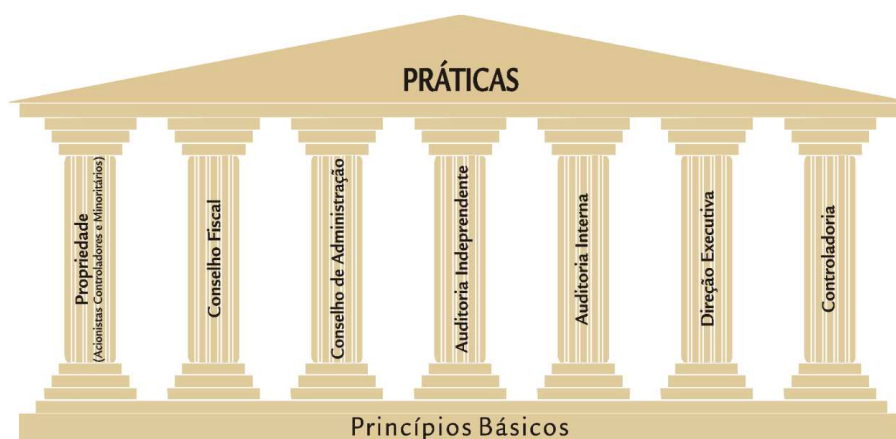 PRÁTICAS
Propriedade
(Acionistas Controladores e Minoritários)
Conselho Fiscal
Conselho de Administração
Auditoria Indeprendente
Auditoria Interna
Direção Executiva
Controladoria
Princípios Básicos